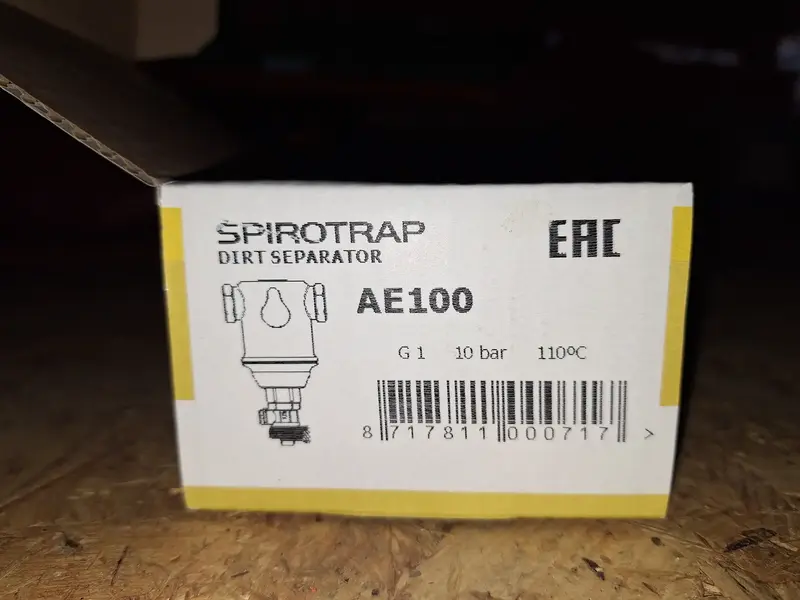 SPIROTRAP
DIRT SEPARATOR
EAC
AE100
G 1 10 bar 110ºC
8 717811 000717 >